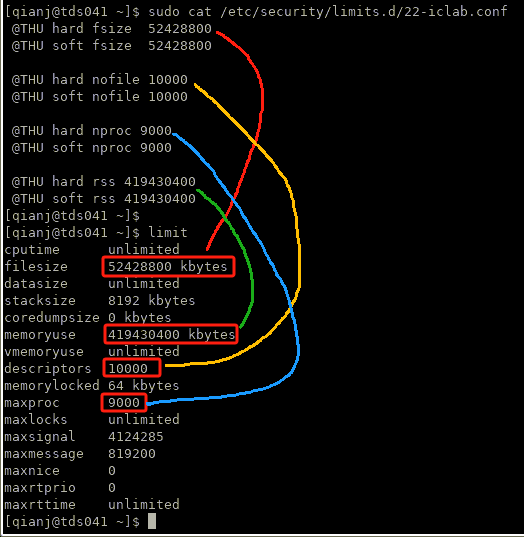 [qianj@tds041 ~]$ sudo cat /etc/security/limits.d/22-iclab.conf
@THU hard fsize  52428800
@THU soft fsize  52428800
@THU hard nofile 10000
@THU soft nofile 10000
@THU hard nproc 9000
@THU soft nproc 9000
@THU hard rss 419430400
@THU soft rss 419430400
[qianj@tds041 ~]$
[qianj@tds041 ~]$ limit
cputime      unlimited
filesize     52428800 kbytes
datasize     unlimited
stacksize    8192 kbytes
coredumpsize 0 kbytes
memoryuse    419430400 kbytes
vmemoryuse   unlimited
descriptors  10000
memorylocked 64 kbytes
maxproc      9000
maxlocks     unlimited
maxsignal    4124285
maxmessage   819200
maxnice      0
maxrtprio    0
maxrttime    unlimited
[qianj@tds041 ~]$